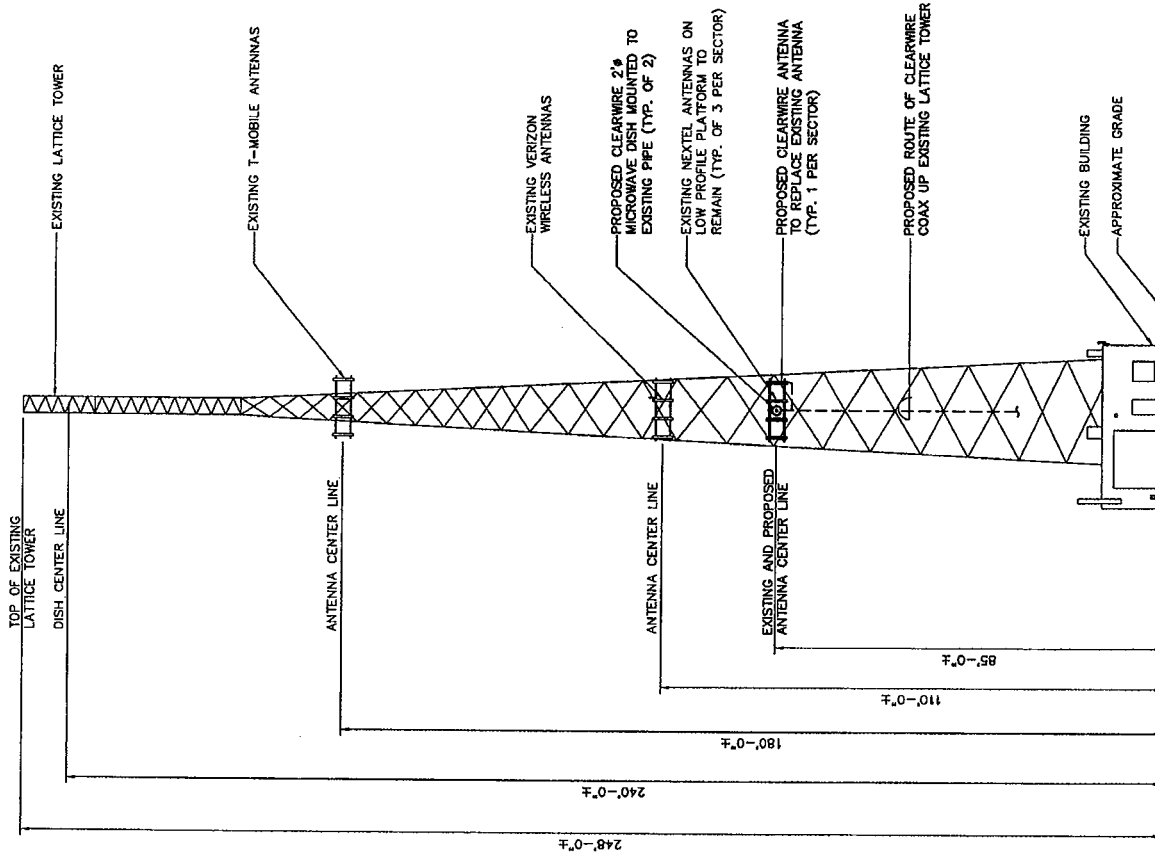 TOP OF EXISTING
LATTICE TOWER
DISH CENTER LINE
ANTENNA CENTER LINE
ANTENNA CENTER LINE
EXISTING AND PROPOSED
ANTENNA CENTER LINE
EXISTING LATTICE TOWER
EXISTING T-MOBILE ANTENNAS
EXISTING VERIZON
WIRELESS ANTENNAS
PROPOSED CLEARWIRE 2'ø
MICROWAVE DISH MOUNTED TO
EXISTING PIPE (TYP. OF 2)
EXISTING NEXTEL ANTENNAS ON
LOW PROFILE PLATFORM TO
REMAIN (TYP. OF 3 PER SECTOR)
PROPOSED CLEARWIRE ANTENNA
TO REPLACE EXISTING ANTENNA
(TYP. 1 PER SECTOR)
PROPOSED ROUTE OF CLEARWIRE
COAX UP EXISTING LATTICE TOWER
EXISTING BUILDING
APPROXIMATE GRADE
248'-0"±
240'-0"±
180'-0"±
110'-0"±
85'-0"±